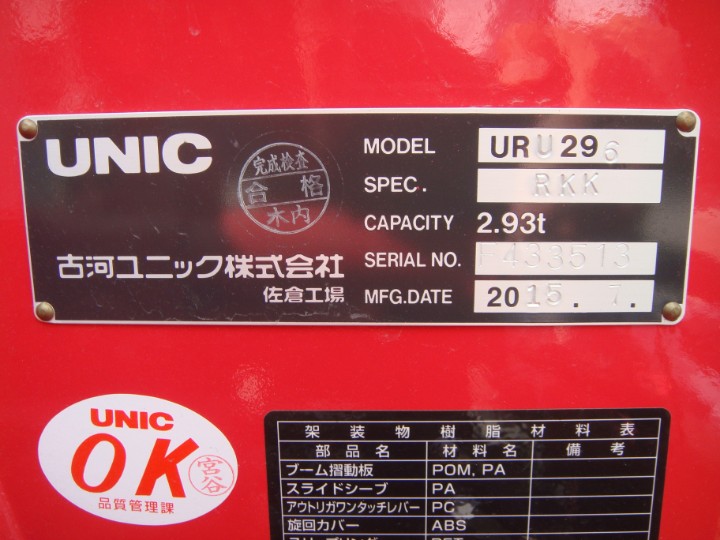 UNIC
完成検査
合格
木内
古河ユニック株式会社
佐倉工場
MODEL URU296
SPEC. RKK
CAPACITY 2.93t
SERIAL NO. F433513
MFG.DATE 2015.7.
UNIC
OK
宮谷
品質管理課
架装物樹脂材料表
部品名 材料名 備考
ブーム摺動板 POM, PA
スライドシーブ PA
アウトリガワンタッチレバー PC
旋回カバー ABS